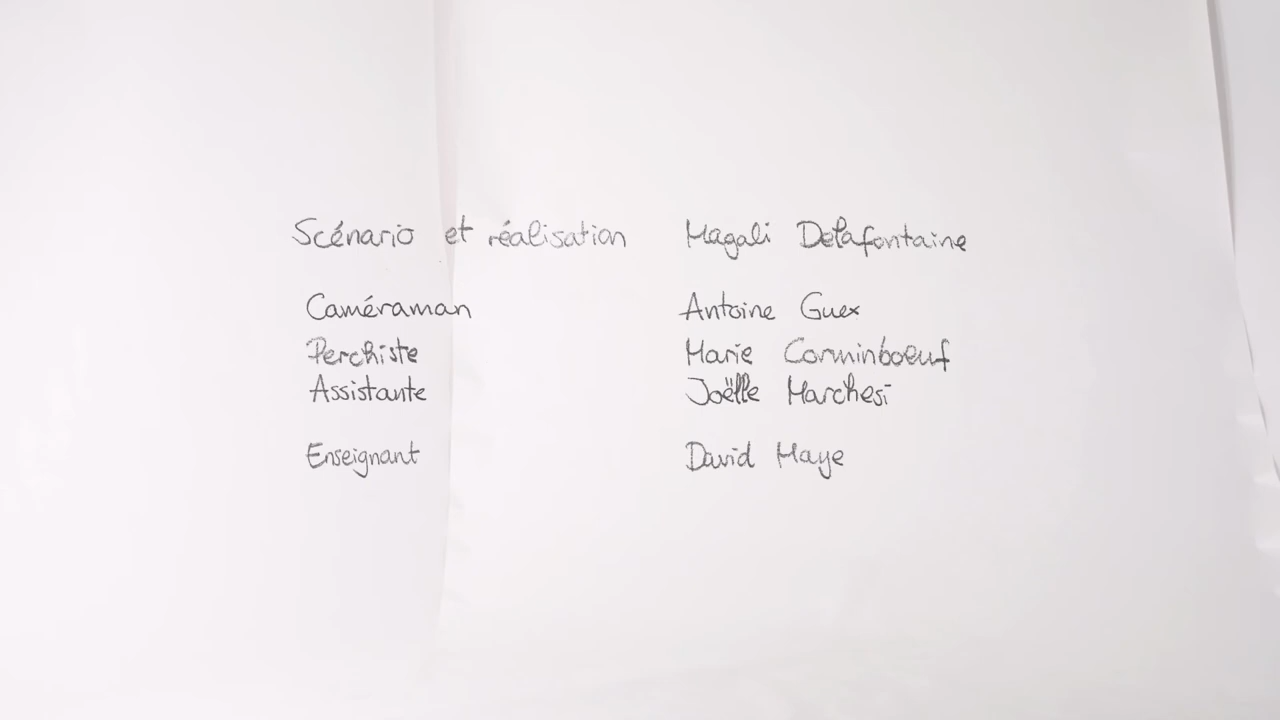 Scénario et réalisation Magali Delafontaine
Caméraman Antoine Guex
Perchiste Marie Corminboeuf
Assistante Joëlle Marchesi
Enseignant David Maye